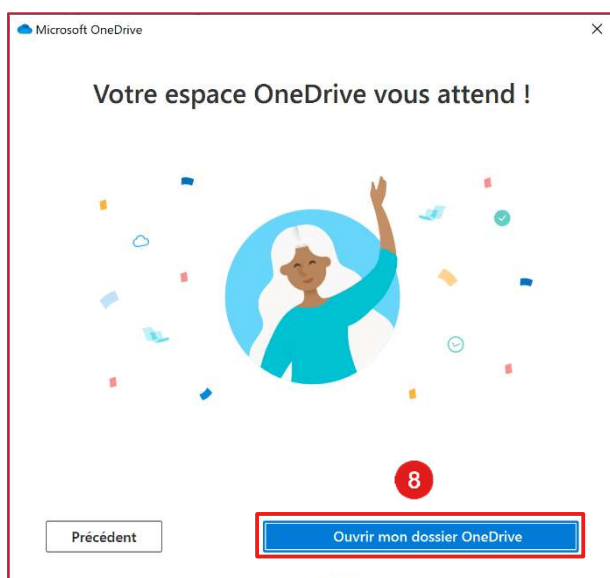 Microsoft OneDrive
Votre espace OneDrive vous attend !
8
Précédent
Ouvrir mon dossier OneDrive